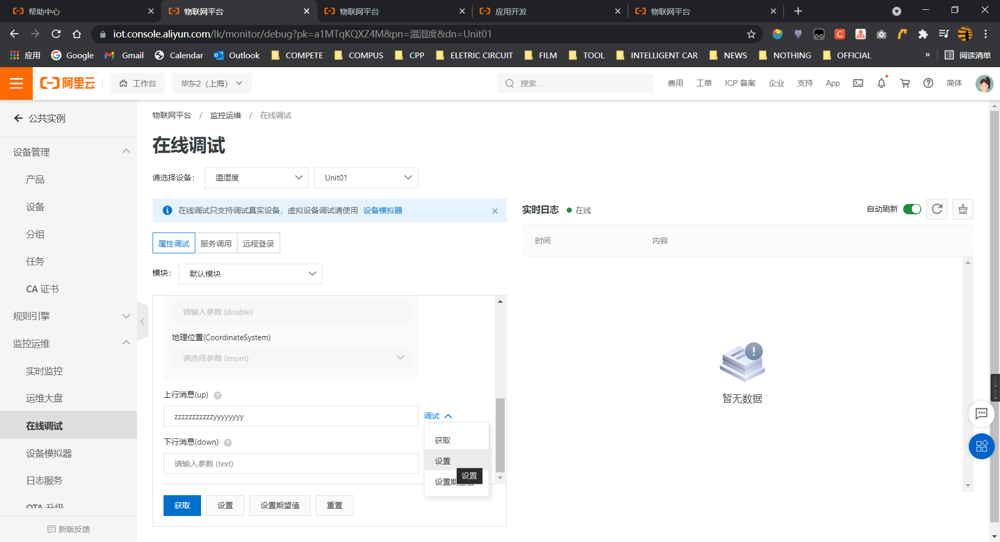 帮助中心
物联网平台
物联网平台
应用开发
物联网平台
iot.console.aliyun.com/lk/monitor/debug?pk=a1MTqKQXZ4M&pn=温湿度&dn=Unit01
应用
Google
Gmail
Calendar
Outlook
COMPETE
COMPUS
CPP
ELETRIC CIRCUIT
FILM
TOOL
INTELLIGENT CAR
NEWS
NOTHING
OFFICIAL
»
阅读清单
阿里云
工作台
华东2（上海）
搜索...
费用
工单
ICP 备案
企业
支持
App
简体
公共实例
设备管理
产品
设备
分组
任务
CA 证书
规则引擎
监控运维
实时监控
运维大盘
在线调试
设备模拟器
日志服务
OTA 升级
新版反馈
物联网平台 / 监控运维 / 在线调试
在线调试
请选择设备：
温湿度
Unit01
在线调试只支持调试真实设备，虚拟设备调试请使用 设备模拟器
属性调试
服务调用
远程登录
模块：
默认模块
请输入参数 (double)
地理位置(CoordinateSystem)
请选择参数 (enum)
上行消息(up)
zzzzzzzzzzzyyyyyyyy
调试
获取
设置
设置
设置期望值
下行消息(down)
请输入参数 (text)
获取
设置
设置期望值
重置
实时日志
在线
自动刷新
时间
内容
暂无数据